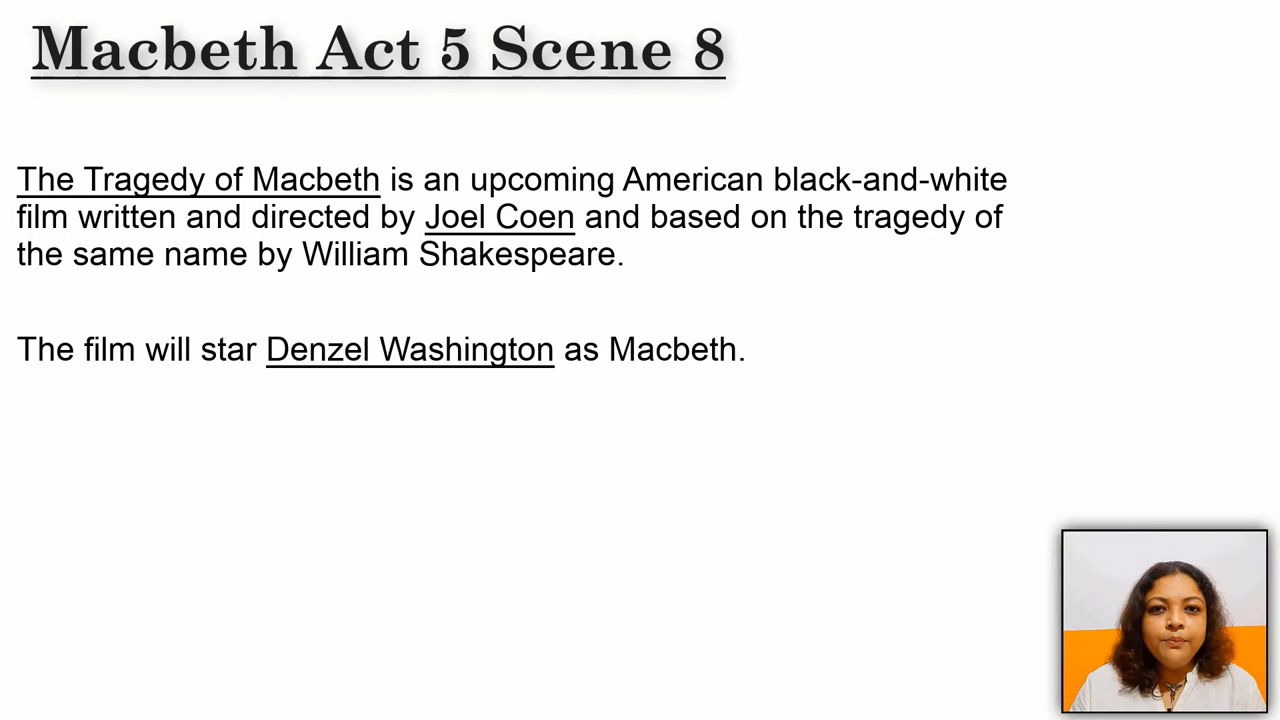 Macbeth Act 5 Scene 8
The Tragedy of Macbeth is an upcoming American black-and-white
film written and directed by Joel Coen and based on the tragedy of
the same name by William Shakespeare.
The film will star Denzel Washington as Macbeth.